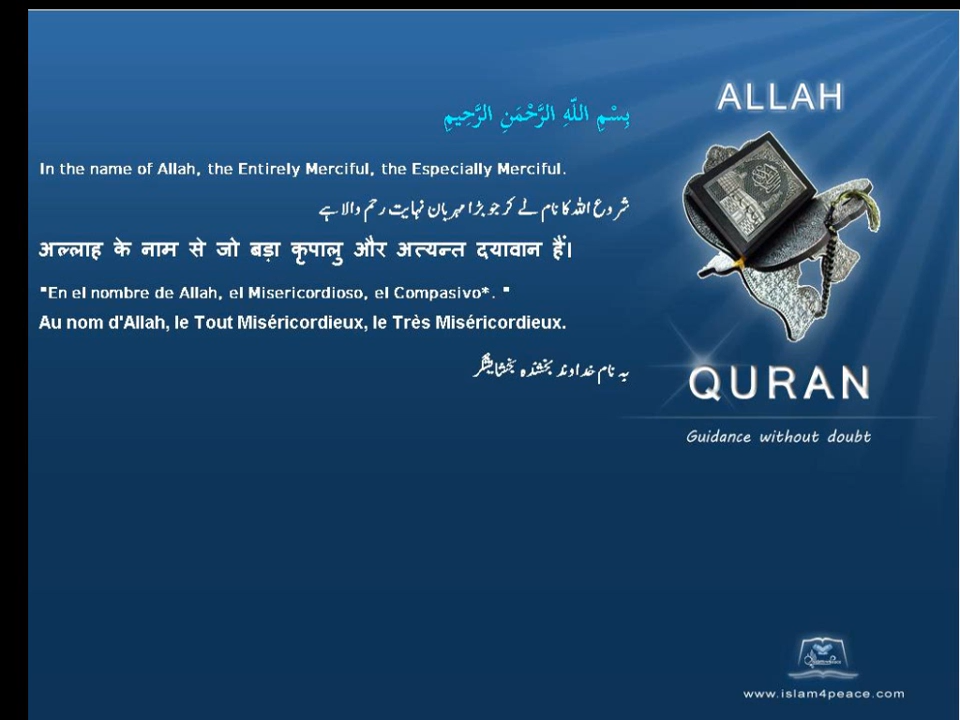 بِسْمِ اللّهِ الرَّحْمَنِ الرَّحِيمِ
In the name of Allah, the Entirely Merciful, the Especially Merciful.
شروع اللہ کا نام لے کر جو بڑا مہربان نہایت رحم والا ہے
अल्लाह के नाम से जो बड़ा कृपालु और अत्यन्त दयावान हैं।
"En el nombre de Allah, el Misericordioso, el Compasivo*. "
Au nom d'Allah, le Tout Miséricordieux, le Très Miséricordieux.
به نام خداوند بخشنده بخشایشگر
ALLAH
QURAN
Guidance without doubt
www.islam4peace.com